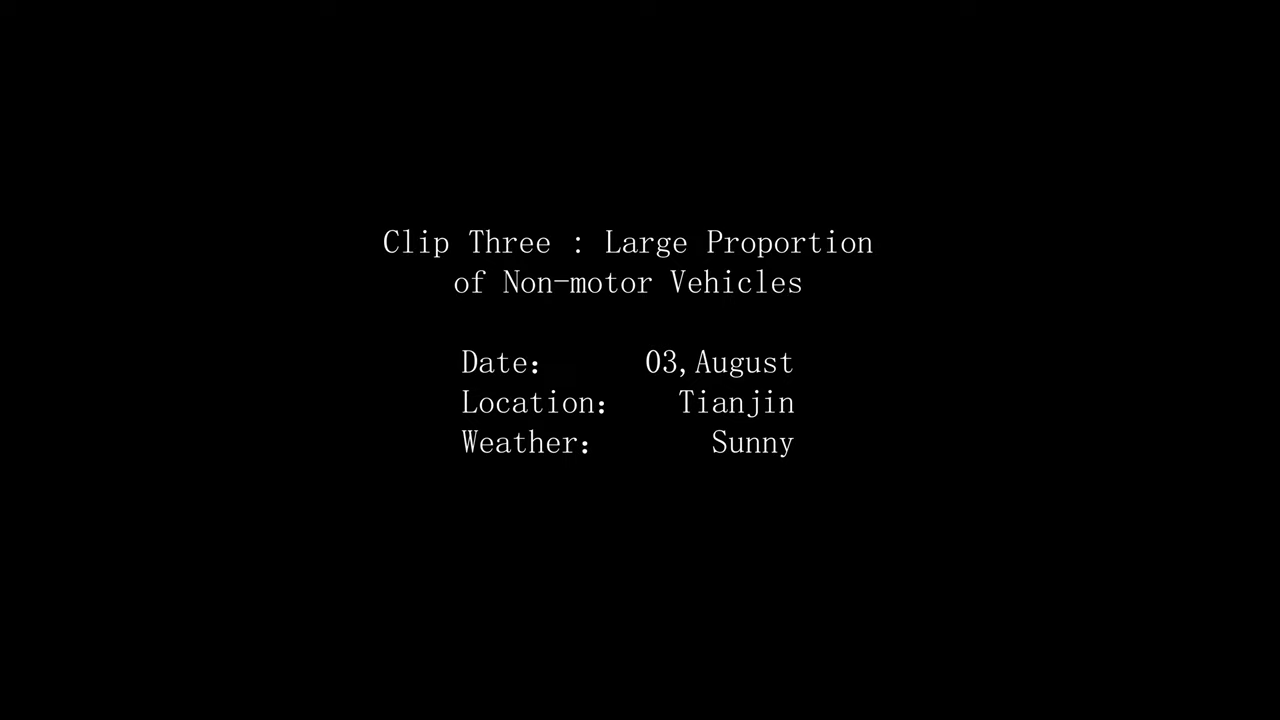 Clip Three : Large Proportion
of Non-motor Vehicles
Date： 03,August
Location： Tianjin
Weather： Sunny